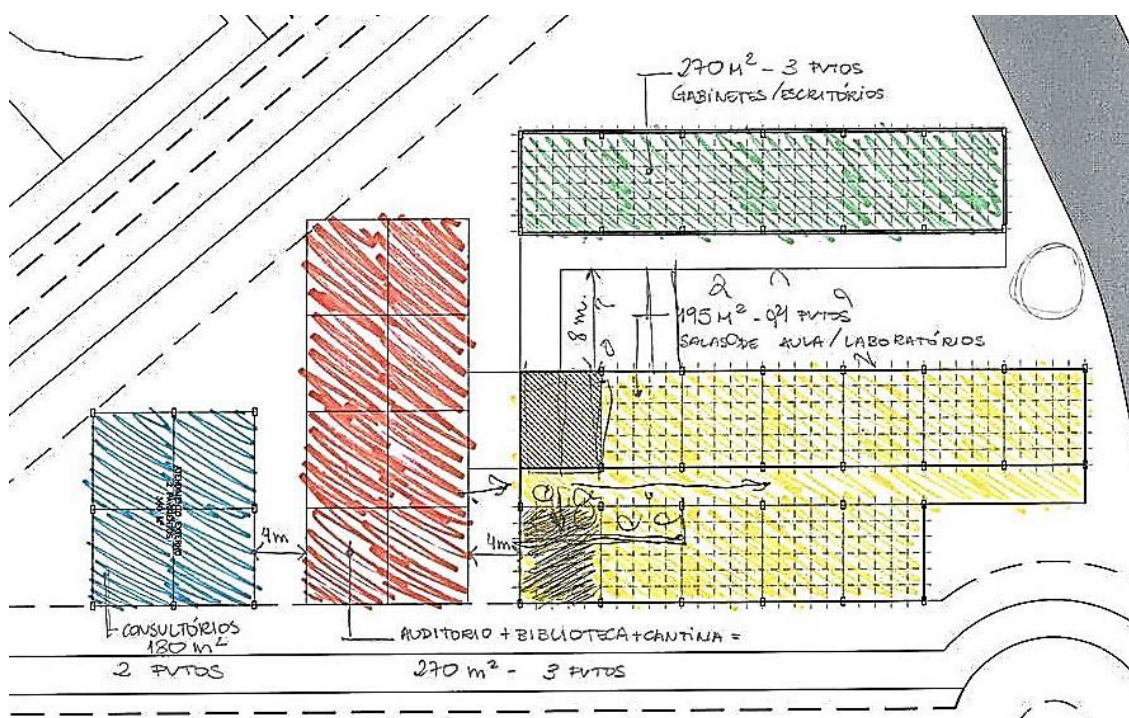 270 M² - 3 PVTOS
GABINETES/ESCRITÓRIOS
8 m.
195 M² - 04 PVTOS
SALAS DE AULA/LABORATÓRIOS
4m
4m
CONSULTÓRIOS
180 m²
2 PVTOS
AUDITORIO + BIBLIOTECA + CANTINA =
270 m² - 3 PVTOS